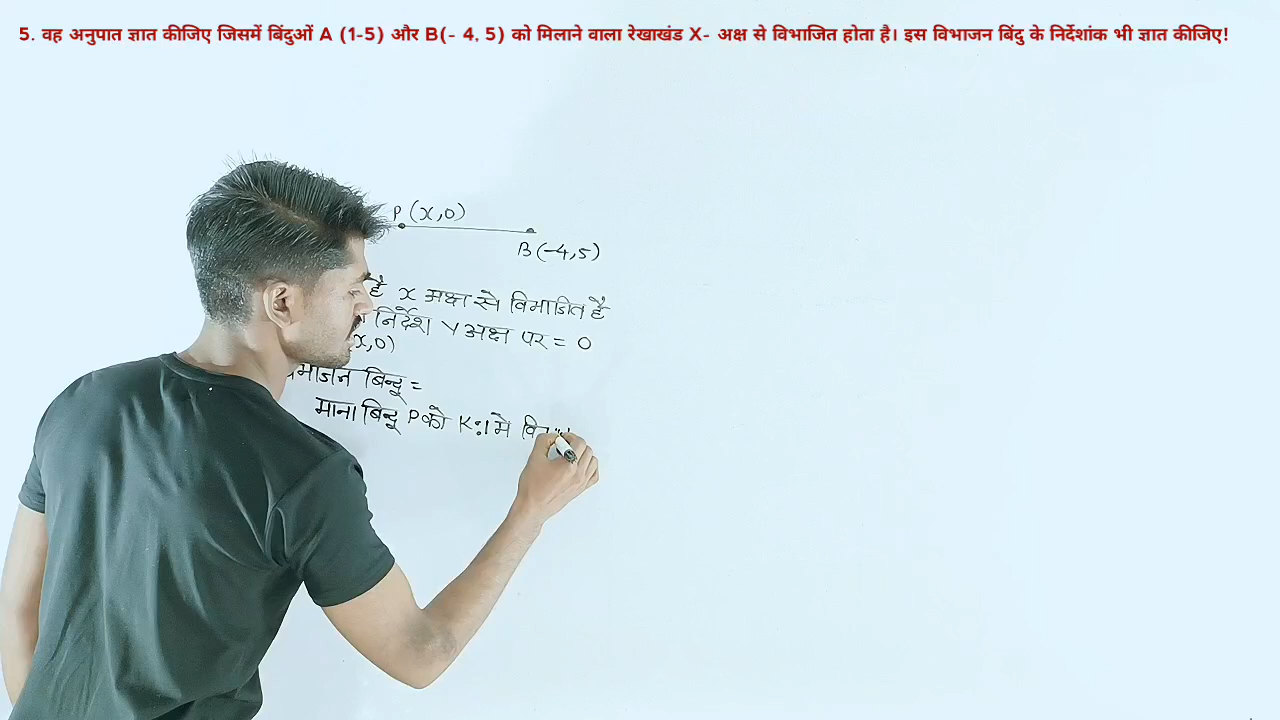 5. वह अनुपात ज्ञात कीजिए जिसमें बिंदुओं A (1-5) और B(- 4, 5) को मिलाने वाला रेखाखंड X- अक्ष से विभाजित होता है। इस विभाजन बिंदु के निर्देशांक भी ज्ञात कीजिए!
P (x,0)
B (-4,5)
है x अक्ष से विभाजित है
निर्देश y अक्ष पर = 0
x,0)
बिन्दू =
माना बिन्दू P को K:1 मे